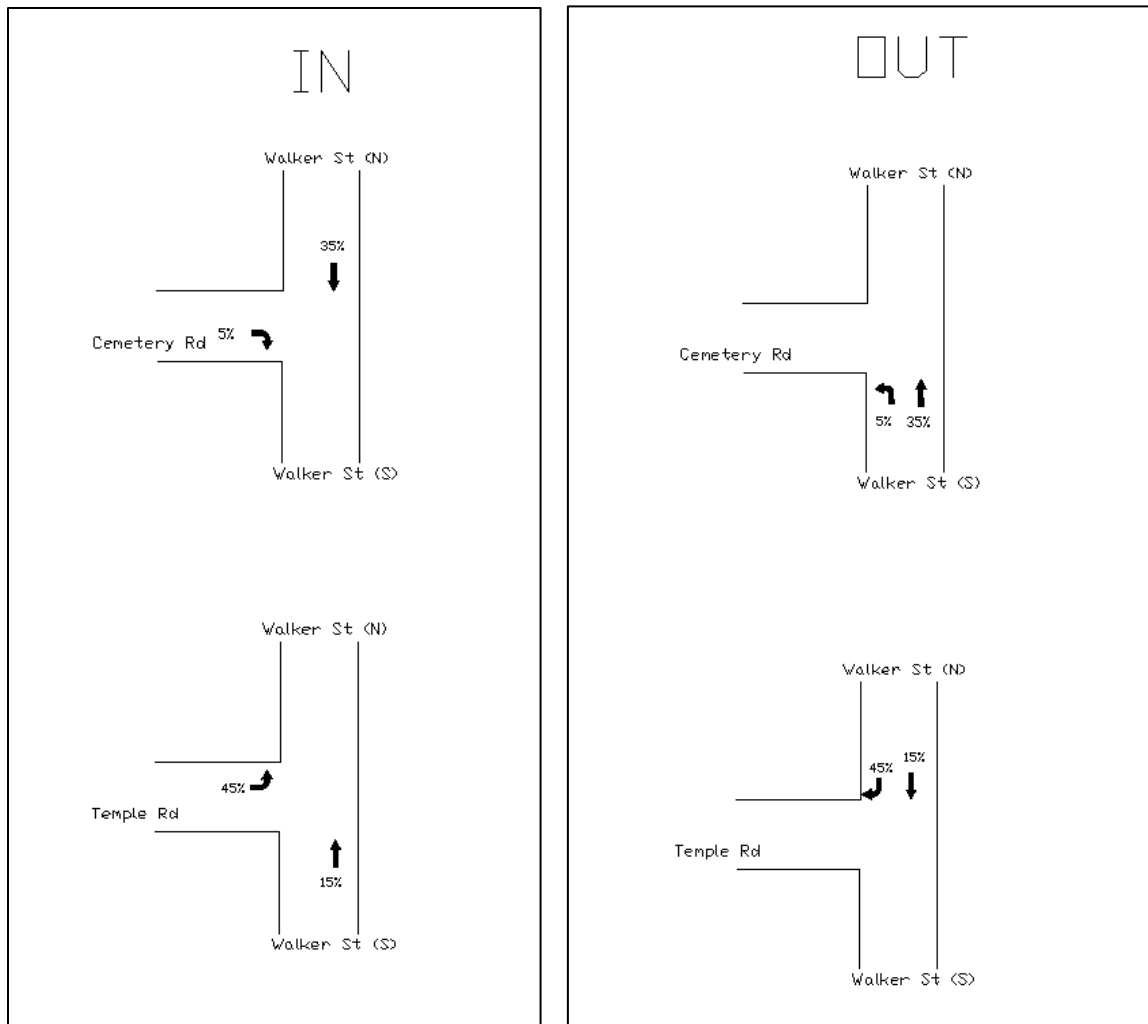 IN
Walker St (N)
35%
5%
Cemetery Rd
Walker St (S)
Walker St (N)
45%
Temple Rd
15%
Walker St (S)
OUT
Walker St (N)
Cemetery Rd
5% 35%
Walker St (S)
Walker St (N)
45% 15%
Temple Rd
Walker St (S)